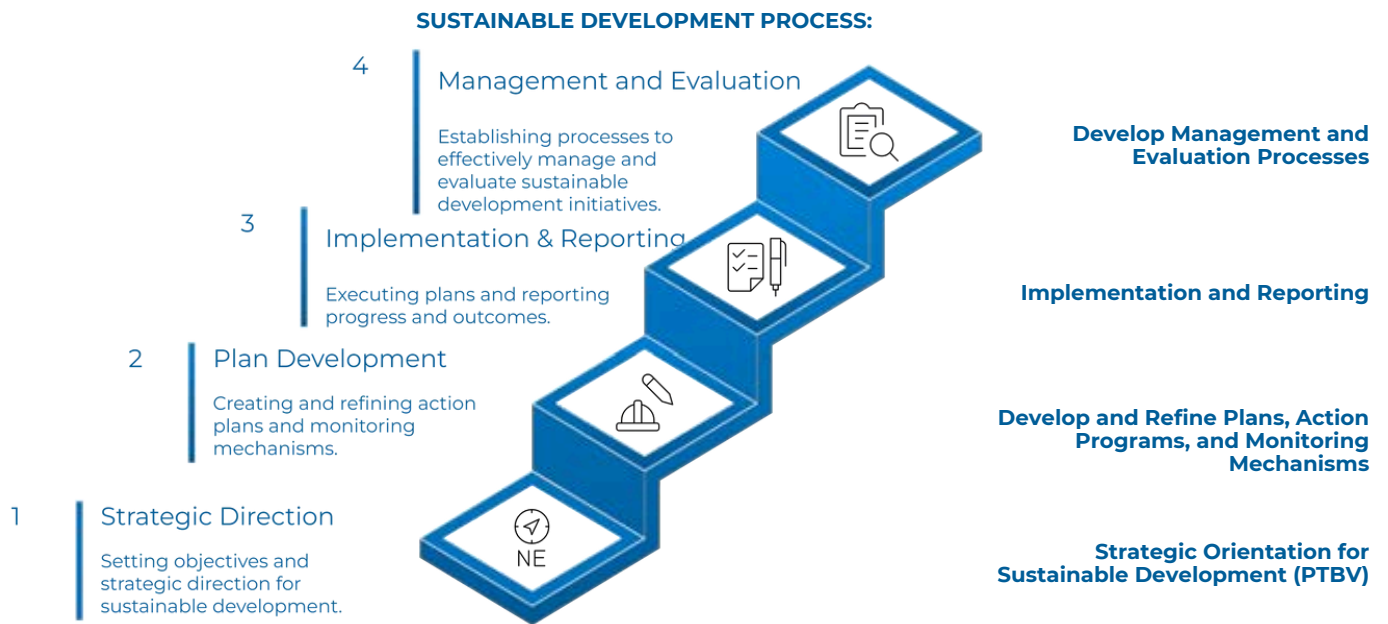 SUSTAINABLE DEVELOPMENT PROCESS:
4
Management and Evaluation
Establishing processes to
effectively manage and
evaluate sustainable
development initiatives.
Develop Management and
Evaluation Processes
3
Implementation & Reporting
Executing plans and reporting
progress and outcomes.
Implementation and Reporting
2
Plan Development
Creating and refining action
plans and monitoring
mechanisms.
Develop and Refine Plans, Action
Programs, and Monitoring
Mechanisms
1
Strategic Direction
Setting objectives and
strategic direction for
sustainable development.
NE
Strategic Orientation for
Sustainable Development (PTBV)